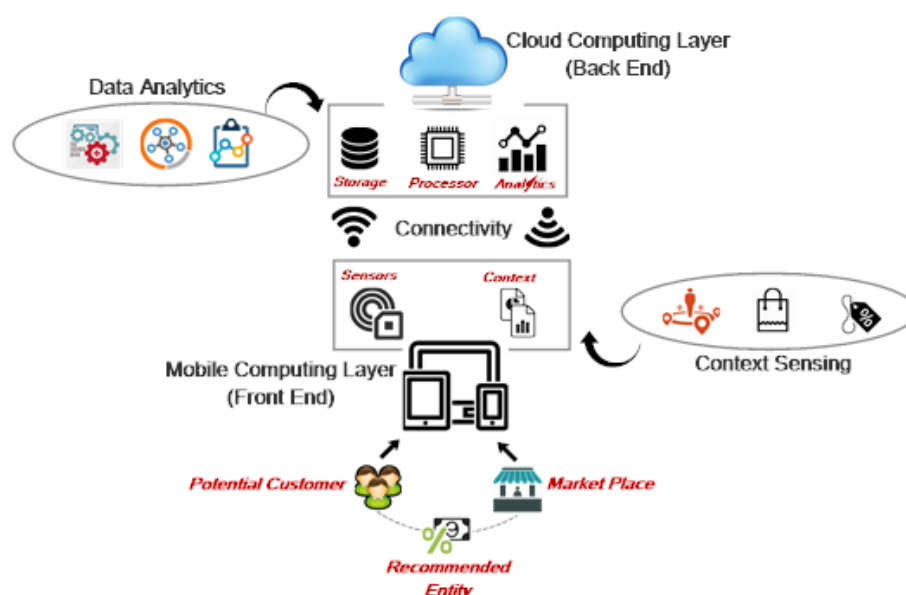 Cloud Computing Layer
(Back End)
Data Analytics
Storage
Processor
Analytics
Connectivity
Sensors
Context
Mobile Computing Layer
(Front End)
Context Sensing
Potential Customer
Market Place
%
Recommended
Entity